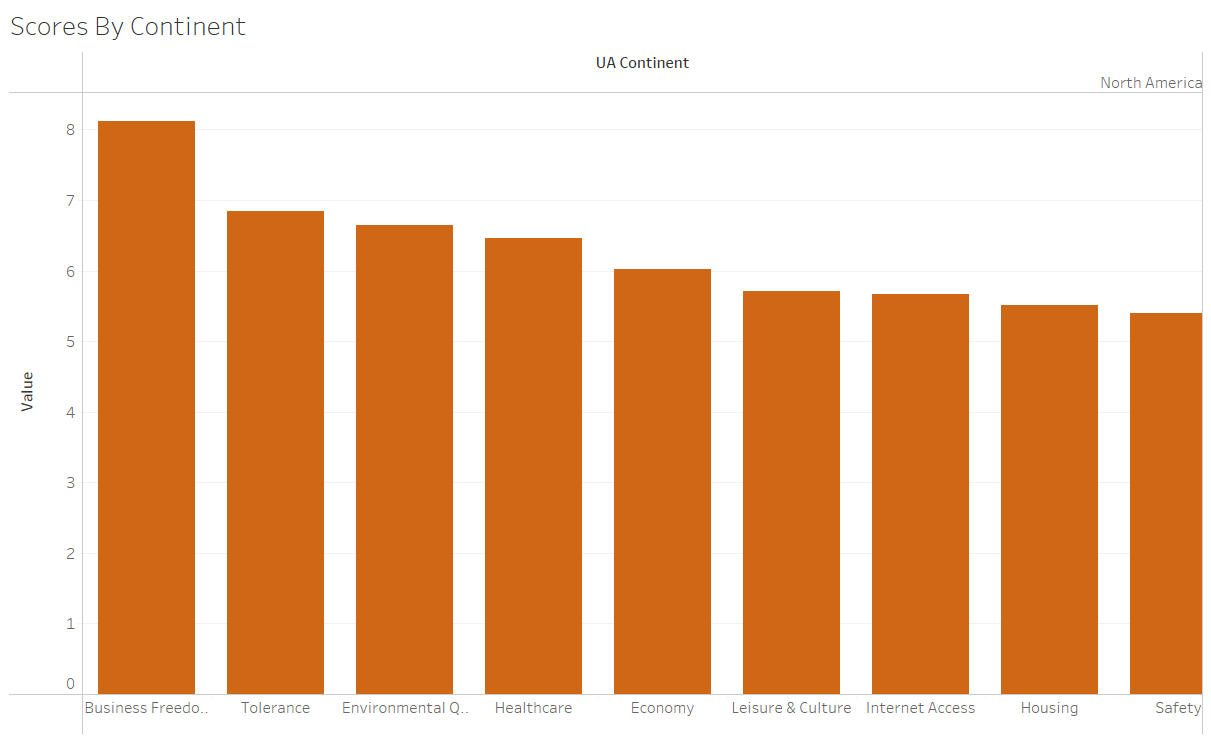 Scores By Continent
UA Continent
North America
8
7
6
5
4
3
2
1
0
Value
Business Freedo..
Tolerance
Environmental Q..
Healthcare
Economy
Leisure & Culture
Internet Access
Housing
Safety